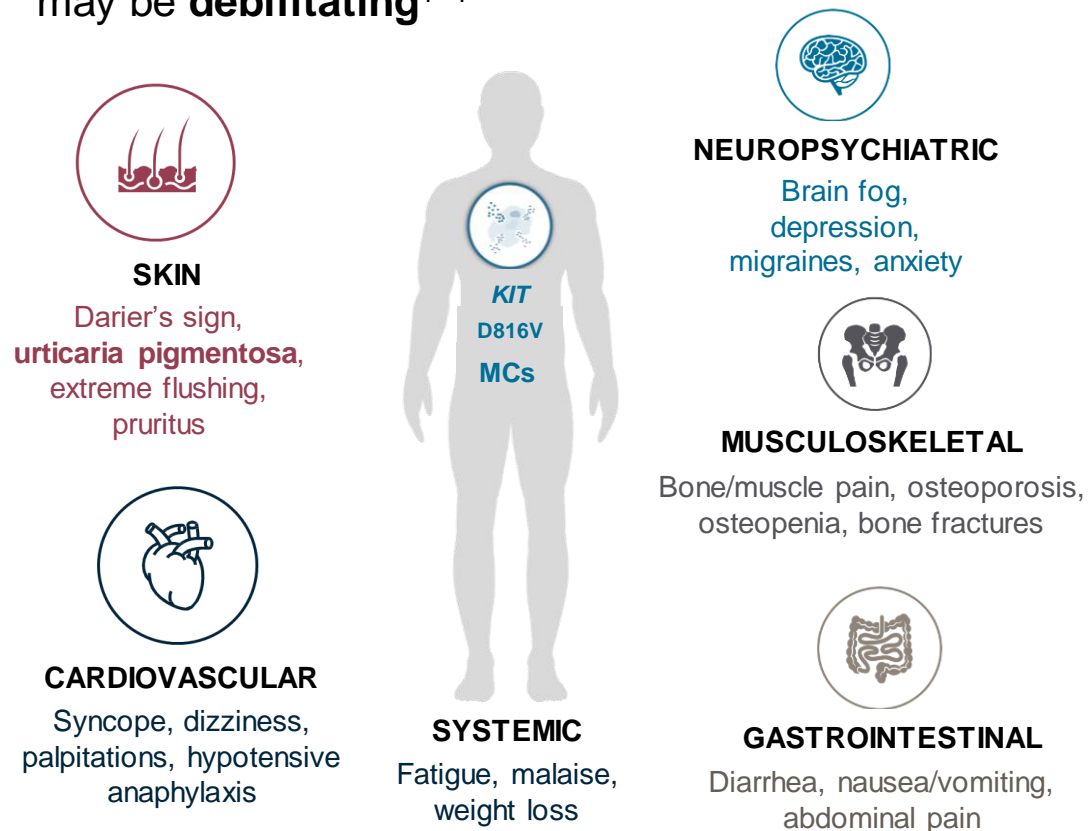 may be debilitating
SKIN
Darier's sign,
urticaria pigmentosa,
extreme flushing,
pruritus
CARDIOVASCULAR
Syncope, dizziness,
palpitations, hypotensive
anaphylaxis
KIT
D816V
MCs
SYSTEMIC
Fatigue, malaise,
weight loss
NEUROPSYCHIATRIC
Brain fog,
depression,
migraines, anxiety
MUSCULOSKELETAL
Bone/muscle pain, osteoporosis,
osteopenia, bone fractures
GASTROINTESTINAL
Diarrhea, nausea/vomiting,
abdominal pain